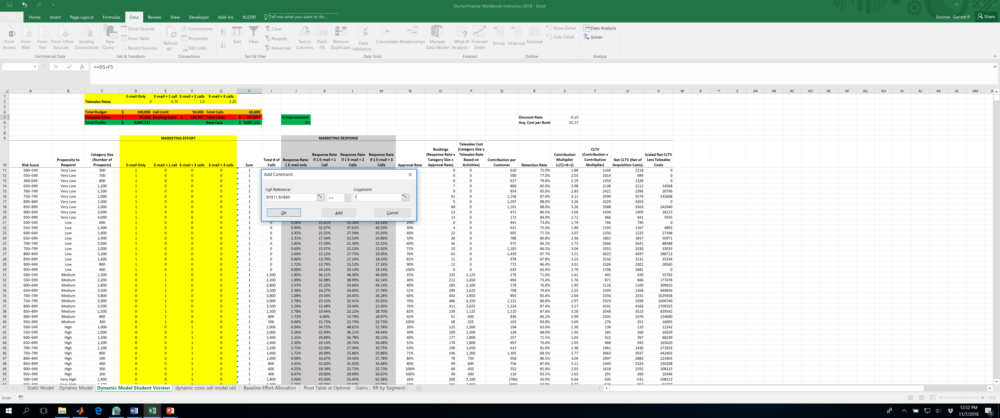 Dunia Finance Workbook Instructor 2018 - Excel
File Home Insert Page Layout Formulas Data Review View Developer Add-ins XLSTAT Tell me what you want to do... Sonnier, Garrett P Share
From Access From Web From Text From Other Sources Existing Connections New Query Show Queries From Table Recent Sources Refresh All Connections Properties Edit Links Sort Filter Clear Reapply Advanced Text to Columns Flash Fill Remove Duplicates Data Validation Consolidate Relationships Manage Data Model What-If Analysis Forecast Sheet Group Ungroup Subtotal Show Detail Hide Detail Data Analysis Solver
Get External Data Get & Transform Connections Sort & Filter Data Tools Forecast Outline Analyze
fx =+D5+F5
A B C D E F G H I J K L M N O P Q R S T U V W X Y Z AA AB AC AD AE AF AG AH AI AJ AK AL AM A
1 E-mail Only E-mail + 1 call E-mail + 2 calls E-mail + 3 calls
2 Telesales Rates 0 0.75 1.5 2.25
3
4 Total Budget $ 100,000 Call Limit 50,000 Total Calls 49,800
5 Telesales Costs $ 37,350 Booking Costs $ 129,707 Total Costs $ 167,057 % Improvement Discount Rate 0.15
6 Total Profits $ 9,087,231 Base Case $ 9,087,231 0% Acq. Cost per Book 25.27
7
8
9 MARKETING EFFORT MARKETING RESPONSE
10 Risk Score Propensity to Respond Category Size (Number of Prospects) E-mail Only E-mail + 1 call E-mail + 2 calls E-mail + 3 calls Sum Total # of Calls Response Rate: 1 E-mail only Response Rate if 1 E-mail + 1 Call Response Rate if 1 E-mail + 2 Calls Response Rate if 1 E-mail + 3 Calls Approval Rate Bookings (Response Rate x Category Size x Approval Rate) Telesales Cost (Category Size x Telesales Rate Based on Activities) Contribution per Customer Retention Rate Contribution Multiplier (r/(1+d-r)) CLTV (Contribution x Contribution Multiplier) Net CLTV (Net of Acquisition Costs) Scaled Net CLTV Less Telesales Costs
11 500–549 Very Low 300 1 0 0 0 1 0 0 610 75.0% 1.88 1144 1118 0
12 550–599 Very Low 700 1 0 0 0 1 0 0 500 77.0% 2.03 1014 989 0
13 600-649 Very Low 800 1 0 0 0 1 0 0 617 79.0% 2.19 1354 1328 0
14 650–699 Very Low 1,200 1 0 0 0 1 7 0 860 82.0% 2.48 2138 2112 14568
15 700–749 Very Low 1,500 1 0 0 0 1 9 0 854 85.0% 2.83 2421 2396 20796
16 750–799 Very Low 1,000 1 0 0 0 1 41 0 1,158 87.0% 3.11 3599 3574 145608
17 800–849 Very Low 1,600 1 0 0 0 1 0 0 1,297 88.0% 3.26 4229 4203 0
18 850–899 Very Low 2,000 1 0 0 0 1 68 0 1,101 88.0% 3.26 3588 3563 242940
19 900–949 Very Low 3,000 1 0 0 0 1 13 0 472 86.5% 3.04 1434 1409 18213
20 950–999 Very Low 4,000 1 0 0 0 1 13 0 172 84.0% 2.71 466 441 5935
Add Constraint
Cell Reference: Constraint:
$H$11:$H$60 <= 1
OK Add Cancel
21 500–549 Low 600 1 0 0 0 1 0 0.00% 31.82% 43.18% 43.18% 29% 0 0 441 73.0% 1.74 766 740 0
22 550–599 Low 1,400 1 0 0 0 1 0 0.99% 32.67% 37.62% 40.59% 30% 4 0 631 75.2% 1.89 1193 1167 4892
23 600–649 Low 1,600 1 0 0 0 1 0 3.45% 21.55% 27.59% 31.03% 40% 22 0 605 77.5% 2.07 1250 1225 27348
24 650–699 Low 2,400 1 0 0 0 1 0 2.31% 17.34% 22.54% 24.86% 50% 28 0 788 80.8% 2.36 1862 1837 50971
25 700–749 Low 3,000 1 0 0 0 1 0 1.85% 17.59% 21.30% 23.15% 60% 34 0 975 84.2% 2.73 2666 2641 88588
26 750–799 Low 2,000 1 0 0 0 1 0 0.69% 15.97% 21.53% 22.92% 71% 10 0 1,105 86.5% 3.04 3355 3330 33033
27 800–849 Low 3,200 1 0 0 0 1 0 2.60% 12.12% 17.75% 19.05% 76% 63 0 1,439 87.7% 3.21 4623 4597 288713
28 850–899 Low 1,600 1 0 0 0 1 0 0.86% 13.79% 17.24% 18.10% 82% 11 0 978 87.8% 3.23 3156 3131 35334
29 900–949 Low 800 1 0 0 0 1 0 1.72% 13.79% 15.52% 17.24% 90% 12 0 772 86.4% 3.01 2326 2301 28565
30 950–999 Low 400 1 0 0 0 1 0 0.00% 24.14% 24.14% 24.14% 100% 0 0 633 83.9% 2.70 1706 1681 0
31 500–549 Medium 1,500 0 1 0 0 1 1,500 1.85% 36.11% 46.30% 46.30% 25% 135 1,125 276 71.0% 1.61 445 420 55702
32 550–599 Medium 2,200 0 1 0 0 1 2,200 1.89% 32.08% 38.99% 42.14% 30% 212 1,650 494 73.4% 1.76 871 846 177478
33 600–649 Medium 2,800 0 1 0 0 1 2,800 2.97% 25.25% 33.66% 36.14% 40% 283 2,100 578 76.0% 1.95 1126 1100 309055
34 650–699 Medium 3,500 0 1 0 0 1 3,500 2.38% 16.27% 24.60% 27.78% 51% 289 2,625 708 79.6% 2.25 1593 1568 449656
35 700–749 Medium 3,800 0 1 0 0 1 3,800 1.09% 19.34% 24.45% 26.28% 60% 443 2,850 893 83.4% 2.64 2356 2331 1029458
36 750–799 Medium 3,000 0 1 0 0 1 3,000 2.78% 23.15% 32.41% 35.65% 70% 486 2,250 1,121 86.0% 2.97 3323 3298 1600749
37 800–849 Medium 3,500 0 1 0 0 1 3,500 1.19% 15.48% 19.44% 21.03% 76% 411 2,625 1,324 87.4% 3.17 4191 4166 1709325
38 850–899 Medium 1,500 0 1 0 0 1 1,500 2.78% 19.44% 22.22% 28.70% 82% 239 1,125 1,110 87.6% 3.20 3548 3523 839542
39 900–949 Medium 800 0 1 0 0 1 800 1.72% 6.90% 13.79% 18.97% 92% 51 600 836 86.2% 2.99 2501 2476 124600
40 950–999 Medium 300 0 1 0 0 1 300 0.00% 22.73% 22.73% 22.73% 100% 68 225 103 83.8% 2.69 276 251 16895
41 500–549 High 1,000 0 0 1 0 1 2,000 6.94% 34.72% 48.61% 52.78% 26% 125 1,500 104 65.0% 1.30 136 110 12242
42 550–599 High 1,000 0 0 1 0 1 2,000 5.56% 31.94% 36.11% 44.44% 30% 109 1,500 128 68.0% 1.45 185 160 16029
43 600–649 High 1,200 0 0 1 0 1 2,400 1.15% 29.89% 36.78% 40.23% 40% 177 1,800 257 71.5% 1.64 422 397 68239
44 650–699 High 1,200 0 0 1 0 1 2,400 2.30% 24.14% 28.74% 34.48% 52% 178 1,800 497 76.0% 1.95 968 942 165620
45 700–749 High 1,100 0 0 1 0 1 2,200 3.75% 22.50% 27.50% 33.75% 63% 190 1,650 613 81.0% 2.38 1461 1436 271833
46 750–799 High 800 0 0 1 0 1 1,600 1.72% 20.69% 25.86% 25.86% 71% 146 1,200 1,105 84.5% 2.77 3063 3037 442402
47 800–849 High 500 0 0 1 0 1 1,000 0.00% 16.67% 19.44% 27.78% 80% 78 750 958 86.5% 3.04 2907 2882 223403
48 850–899 High 400 0 0 1 0 1 800 3.45% 31.03% 31.03% 34.48% 80% 99 600 756 87.0% 3.11 2349 2324 230208
49 900–949 High 300 0 0 1 0 1 600 4.55% 18.18% 22.73% 22.73% 100% 68 450 552 85.8% 2.93 1618 1592 108113
50 950–999 High 200 0 0 1 0 1 400 6.67% 20.00% 20.00% 26.67% 100% 40 300 110 83.5% 2.65 291 266 10346
51 500–549 Very High 1,400 0 0 1 0 1 2,800 3.96% 43.56% 55.45% 62.38% 26% 200 2,100 (786) 45.0% 0.64 -505 -531 -108213
Static Model Dynamic Model Dynamic Model Student Version dynamic cross sell model old Baseline Effort Allocation Pivot Table at Optimal Gains RR by Segment
Enter 75%
12:52 PM
11/7/2018
1